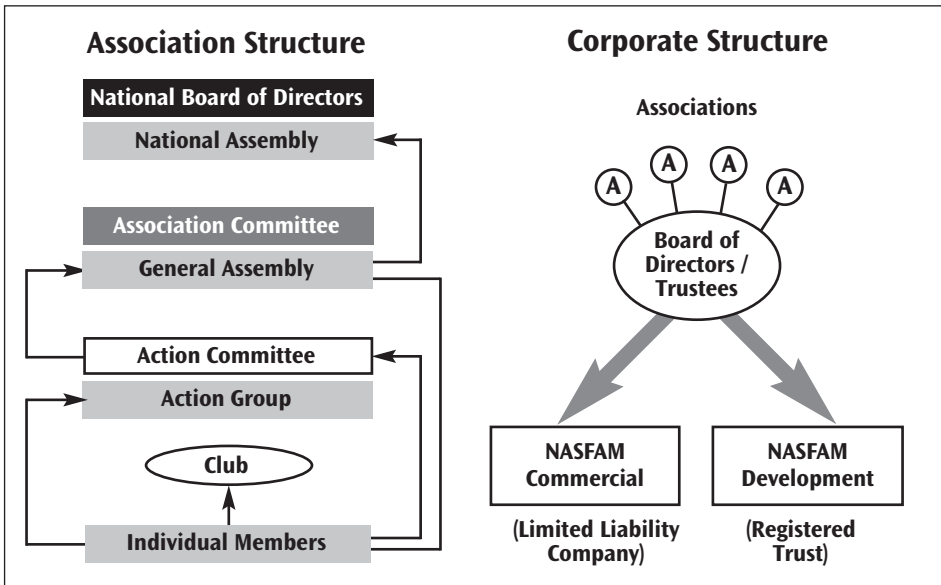 Association Structure
National Board of Directors
National Assembly
Association Committee
General Assembly
Action Committee
Action Group
Club
Individual Members
Corporate Structure
Associations
A
A
A
A
Board of
Directors /
Trustees
NASFAM
Commercial
(Limited Liability
Company)
NASFAM
Development
(Registered
Trust)